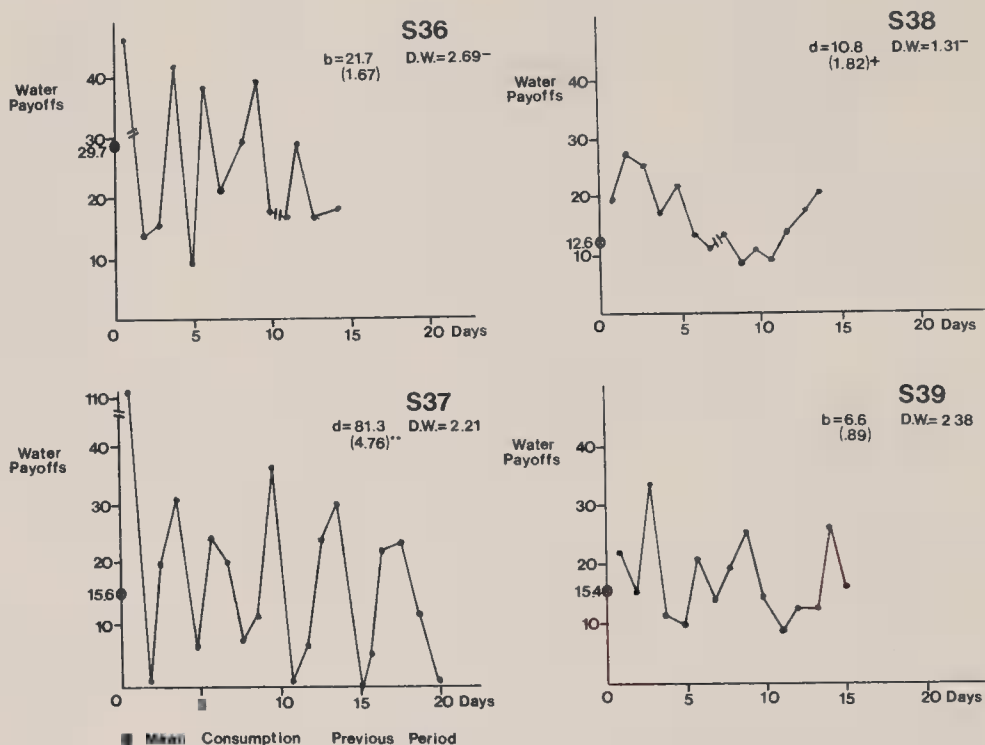 S36
b=21.7 D.W.=2.69–
(1.67)
Water
Payoffs
40
30
29.7
20
10
0 5 10 15 20 Days
S38
d=10.8 D.W.=1.31–
(1.82)+
Water
Payoffs
40
30
20
12.6
10
0 5 10 15 20 Days
S37
d=81.3 D.W.=2.21
(4.76)**
110
Water
Payoffs
40
30
20
15.6
10
0 5 10 15 20 Days
S39
b=6.6 D.W.=2 38
(.89)
Water
Payoffs
40
30
20
15.4
10
0 5 10 15 20 Days
Mean Consumption Previous Period